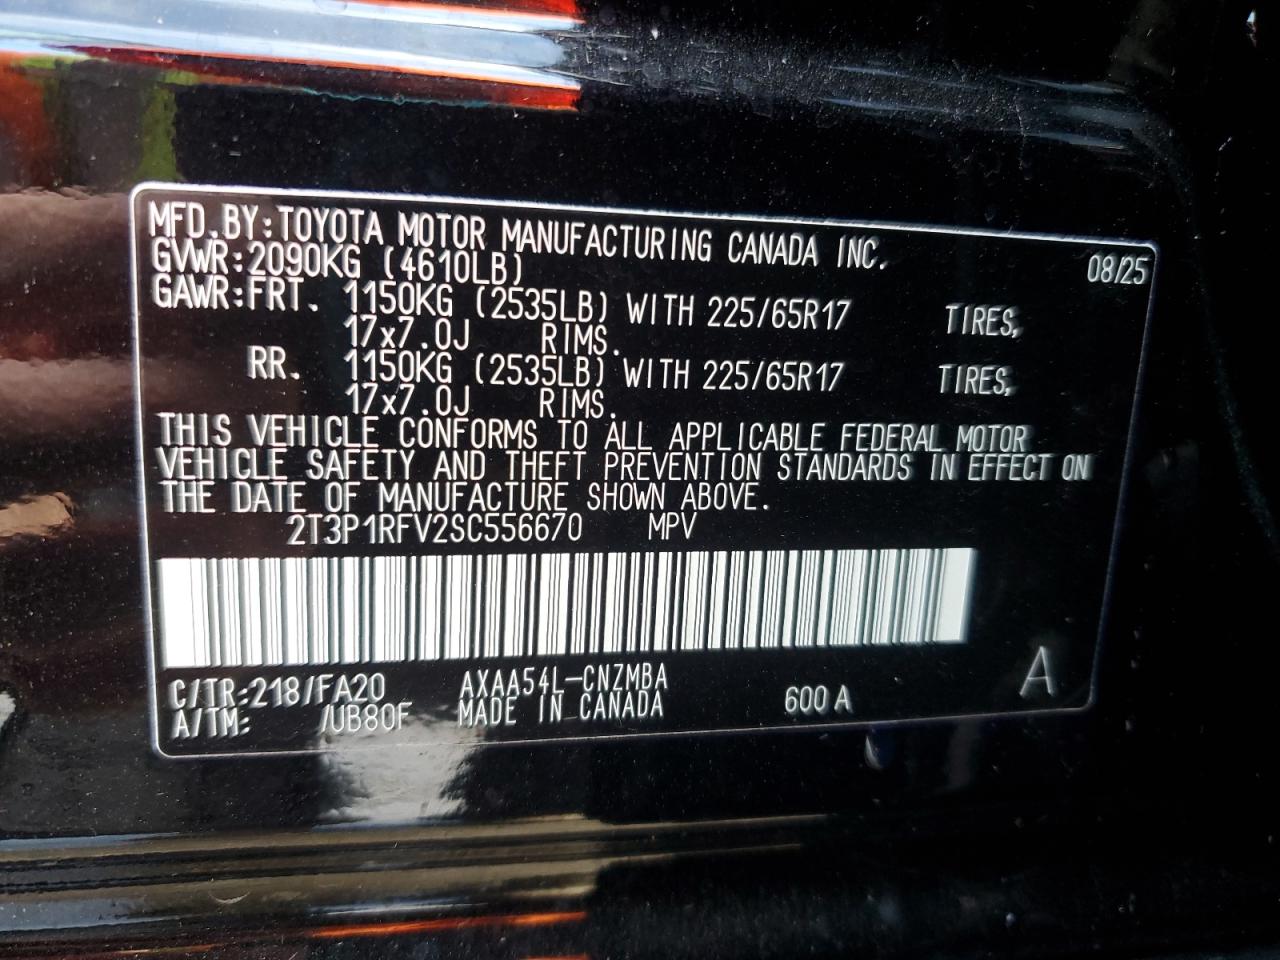 MFD.BY:TOYOTA MOTOR MANUFACTURING CANADA INC.
GVWR:2090KG (4610LB) 08/25
GAWR:FRT. 1150KG (2535LB) WITH 225/65R17 TIRES,
17x7.0J RIMS.
RR. 1150KG (2535LB) WITH 225/65R17 TIRES,
17x7.0J RIMS.
THIS VEHICLE CONFORMS TO ALL APPLICABLE FEDERAL MOTOR
VEHICLE SAFETY AND THEFT PREVENTION STANDARDS IN EFFECT ON
THE DATE OF MANUFACTURE SHOWN ABOVE.
2T3P1RFV2SC556670 MPV
C/TR:218/FA20 AXAA54L-CNZMBA 600 A A
A/TM: /UB80F MADE IN CANADA